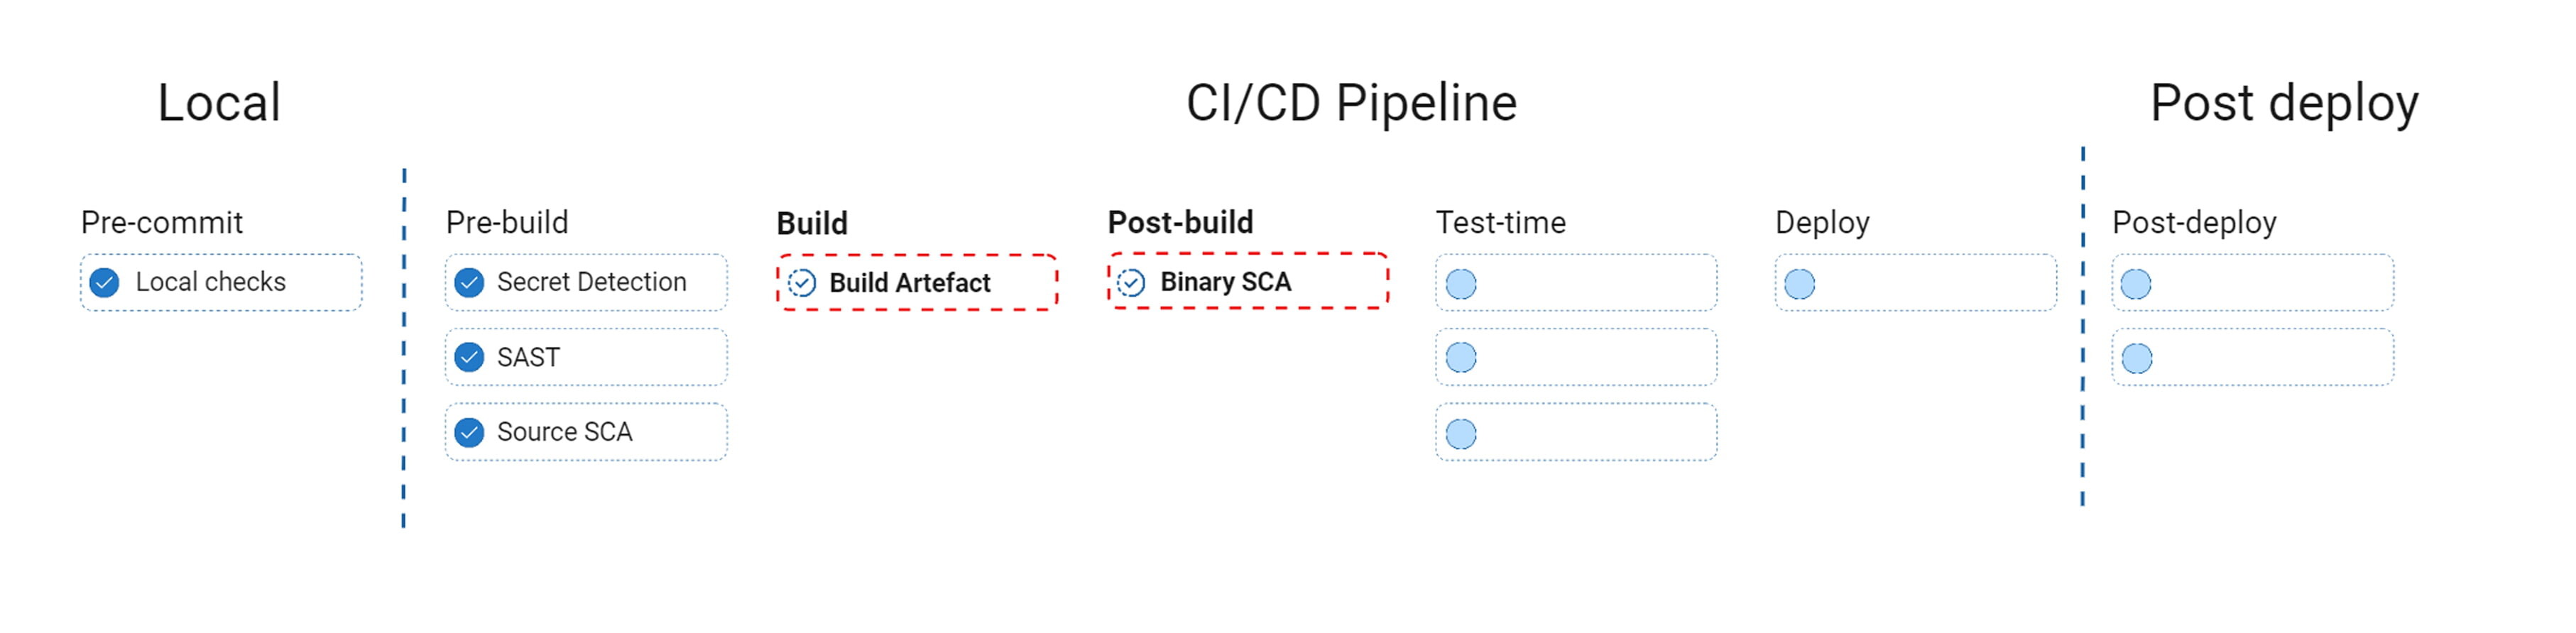 Local
CI/CD Pipeline
Post deploy
Pre-commit
Local checks
Pre-build
Secret Detection
SAST
Source SCA
Build
Build Artefact
Post-build
Binary SCA
Test-time
Deploy
Post-deploy